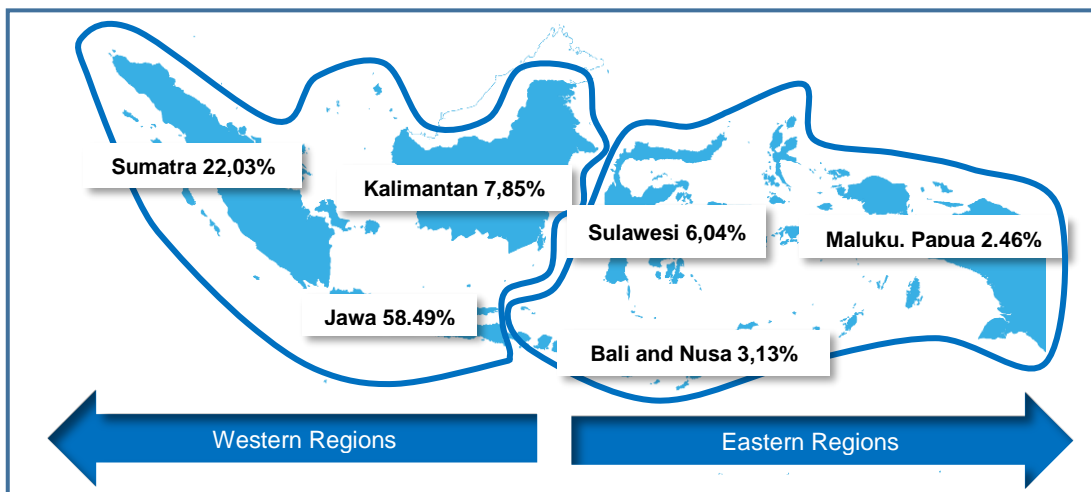 Sumatra 22,03%
Kalimantan 7,85%
Sulawesi 6,04%
Maluku. Papua 2.46%
Jawa 58.49%
Bali and Nusa 3,13%
Western Regions
Eastern Regions